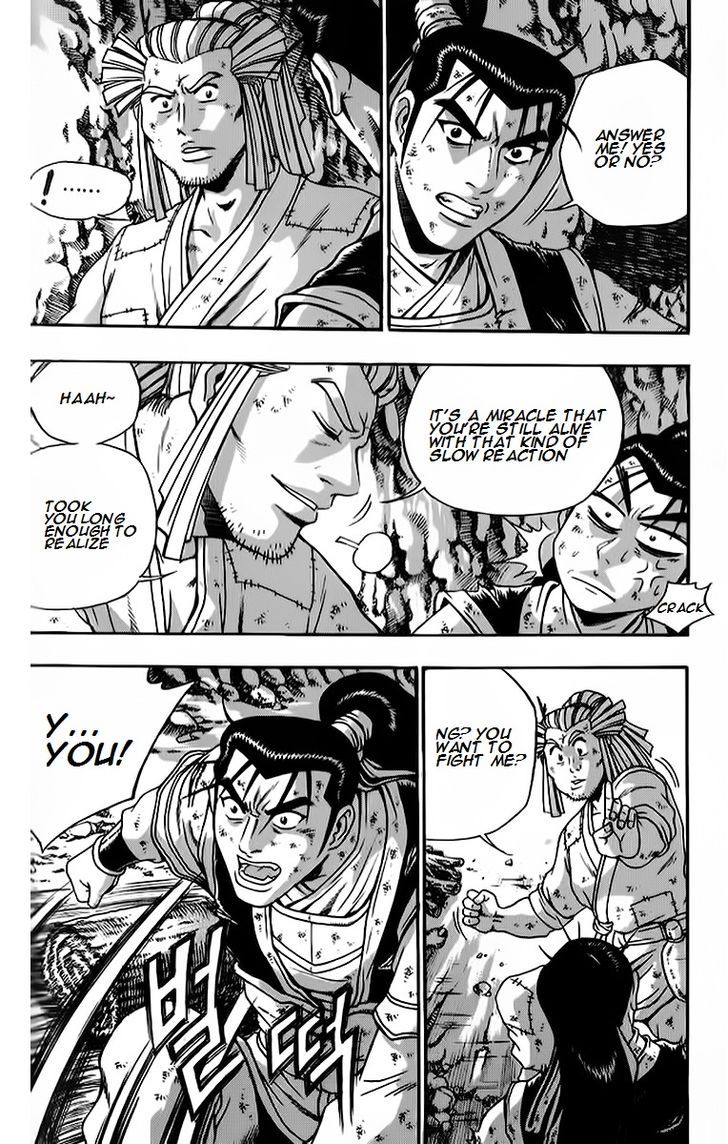 ANSWER
ME! YES
OR NO?
! ......
IT'S A MIRACLE THAT
YOU'RE STILL ALIVE
WITH THAT KIND OF
SLOW REACTION
HAAH~
TOOK
YOU LONG
ENOUGH TO
REALIZE
CRACK
Y...
YOU!
NG? YOU
WANT TO
FIGHT ME?
벌떡